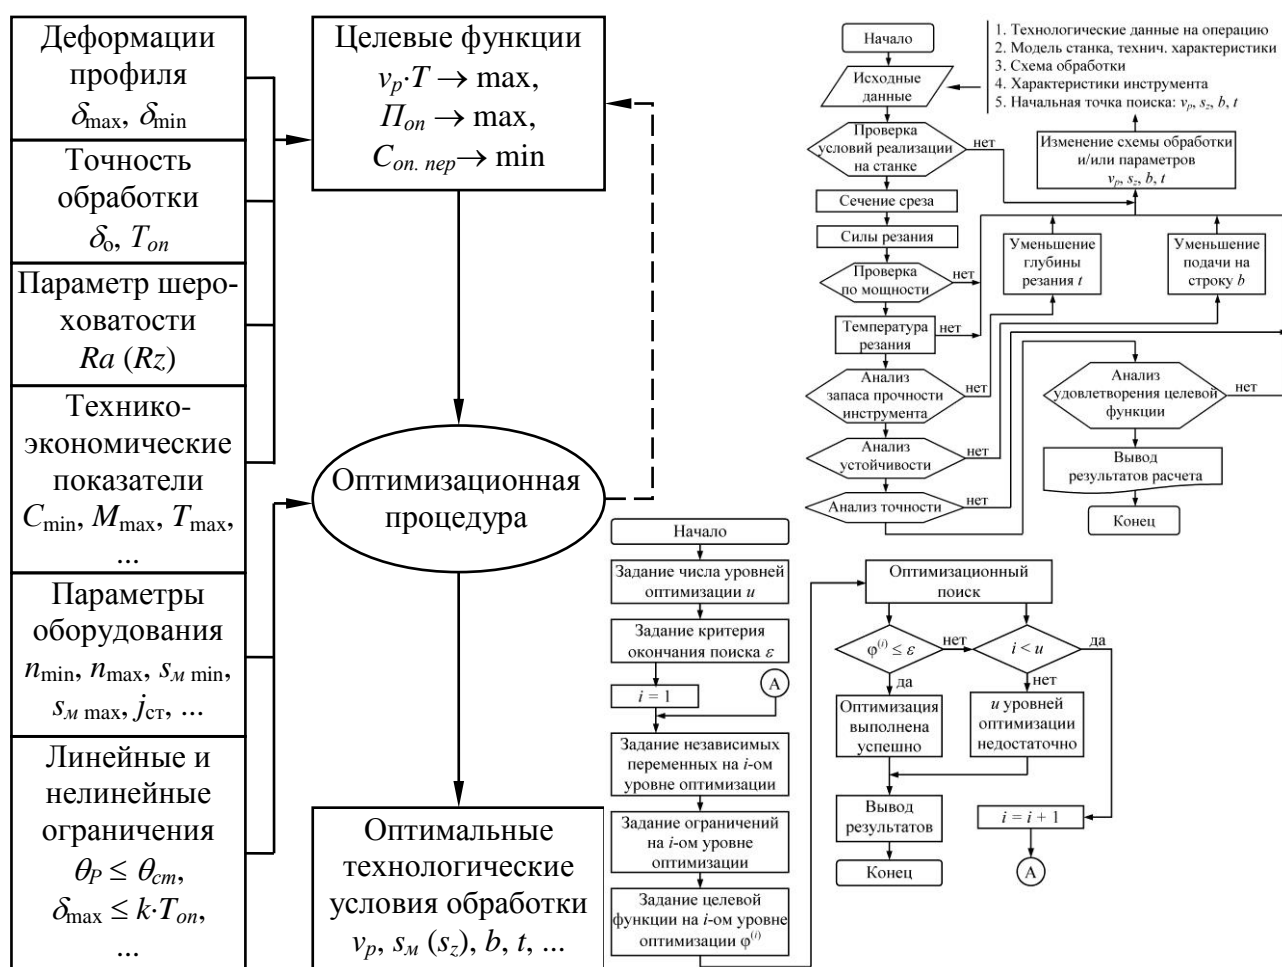 Деформации
профиля
δmax, δmin
Точность
обработки
δо, Tоп
Параметр шеро-
ховатости
Ra (Rz)
Технико-
экономические
показатели
Cmin, Mmax, Tmax,
...
Параметры
оборудования
nmin, nmax, sм min,
sм max, jст, ...
Линейные и
нелинейные
ограничения
θР ≤ θст,
δmax ≤ k·Tоп,
...
Целевые функции
vр·T → max,
Поп → max,
Cоп. пер → min
Оптимизационная
процедура
Оптимальные
технологические
условия обработки
vр, sм (sz), b, t, ...
Начало
Исходные
данные
1. Технологические данные на операцию
2. Модель станка, технич. характеристики
3. Схема обработки
4. Характеристики инструмента
5. Начальная точка поиска: vр, sz, b, t
Проверка
условий реализации
на станке
нет
Изменение схемы обработки
и/или параметров
vр, sz, b, t
Сечение среза
Силы резания
Проверка
по мощности
нет
Уменьшение
глубины
резания t
Уменьшение
подачи на
строку b
Температура
резания
нет
Анализ
запаса прочности
инструмента
нет
Анализ
устойчивости
нет
Анализ точности
нет
Анализ
удовлетворения целевой
функции
нет
Вывод
результатов расчета
Конец
Начало
Задание числа уровней
оптимизации u
Задание критерия
окончания поиска ε
i = 1
А
Задание независимых
переменных на i-ом
уровне оптимизации
Задание ограничений
на i-ом уровне
оптимизации
Задание целевой
функции на i-ом уровне
оптимизации φ(i)
Оптимизационный
поиск
φ(i) ≤ ε
нет
i < u
да
да
нет
Оптимизация
выполнена
успешно
u уровней
оптимизации
недостаточно
Вывод
результатов
i = i + 1
Конец
А